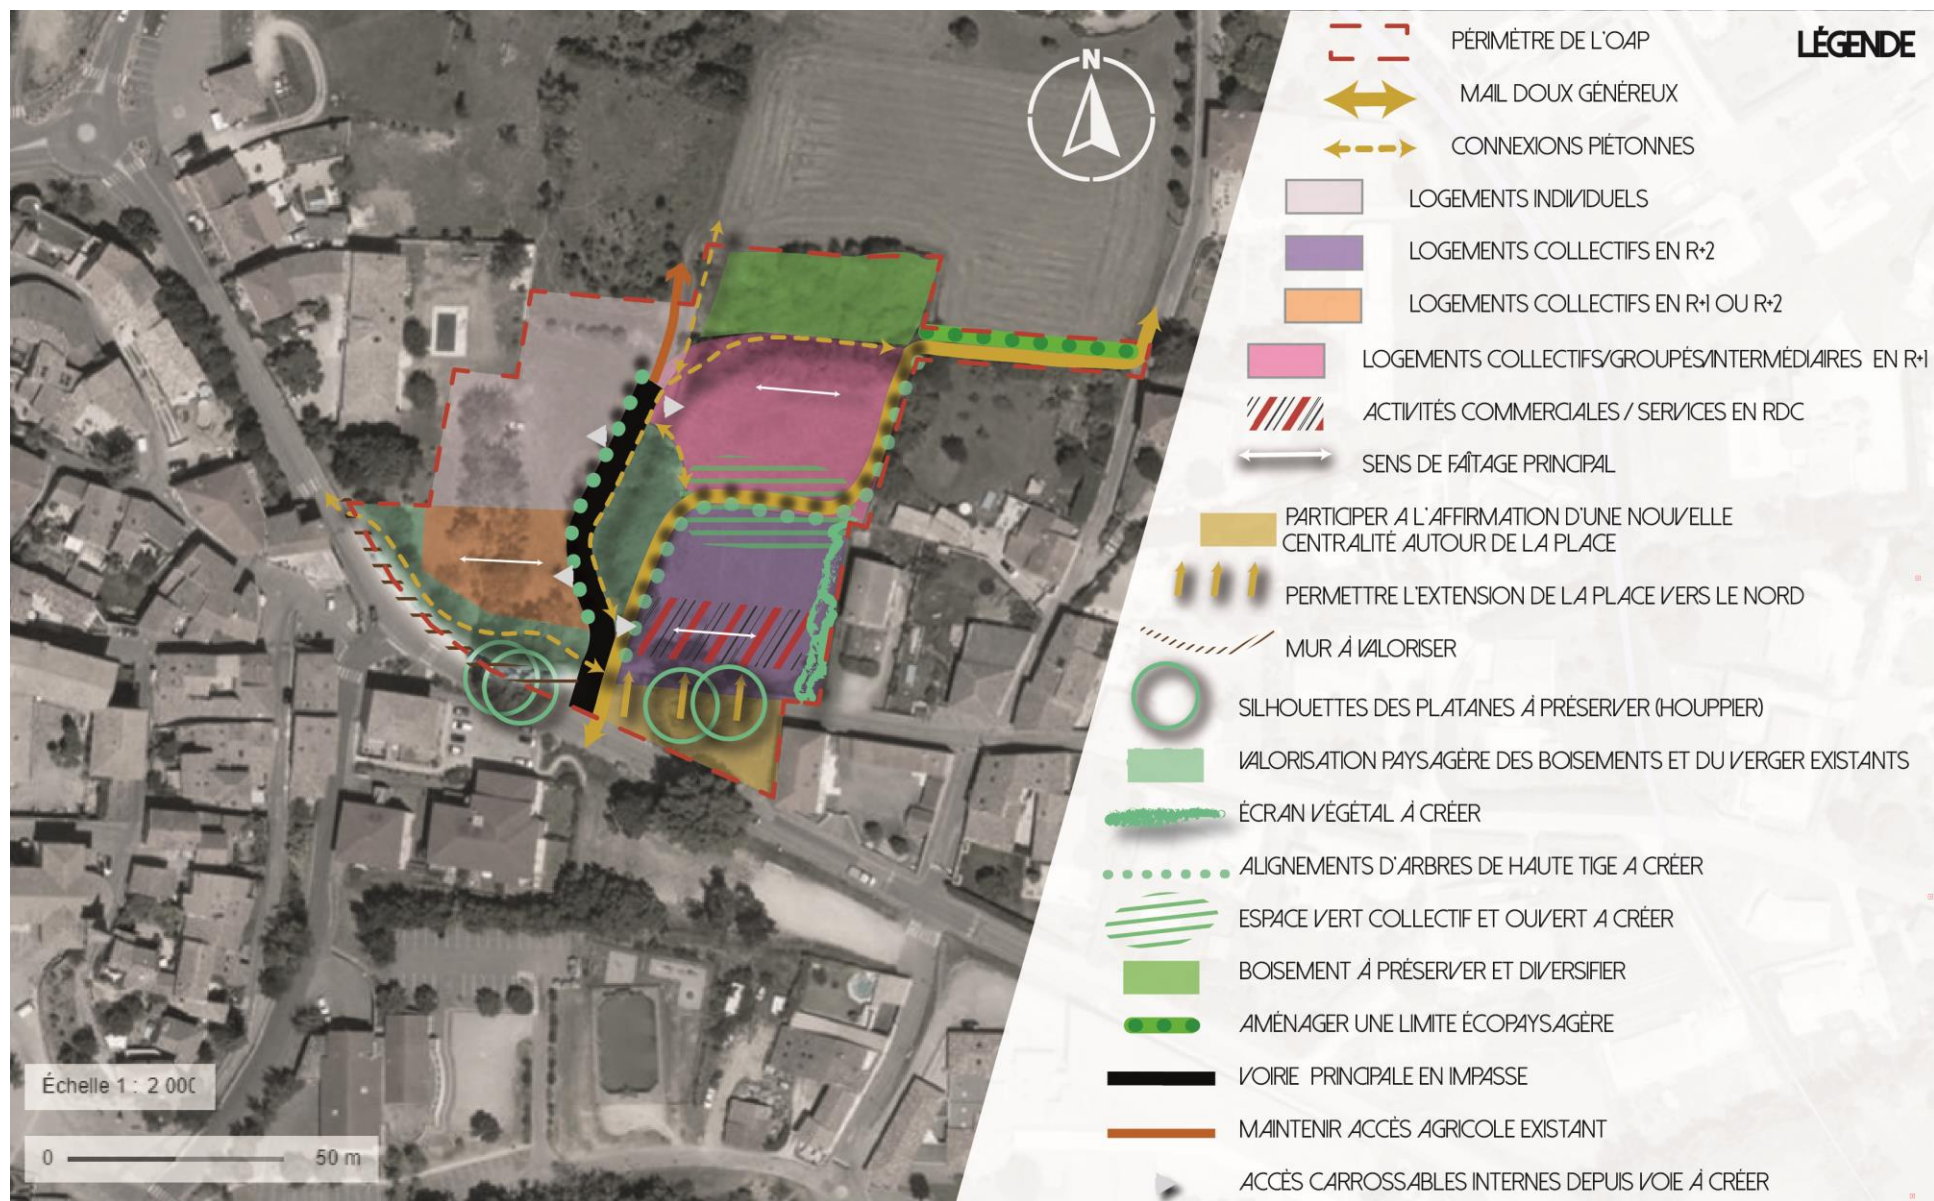 N
LÉGENDE
PÉRIMÈTRE DE L'OAP
MAIL DOUX GÉNÉREUX
CONNEXIONS PIÉTONNES
LOGEMENTS INDIVIDUELS
LOGEMENTS COLLECTIFS EN R+2
LOGEMENTS COLLECTIFS EN R+1 OU R+2
LOGEMENTS COLLECTIFS/GROUPÉS/INTERMÉDIAIRES EN R+1
ACTIVITÉS COMMERCIALES / SERVICES EN RDC
SENS DE FAÎTAGE PRINCIPAL
PARTICIPER A L'AFFIRMATION D'UNE NOUVELLE
CENTRALITÉ AUTOUR DE LA PLACE
PERMETTRE L'EXTENSION DE LA PLACE VERS LE NORD
MUR À VALORISER
SILHOUETTES DES PLATANES À PRÉSERVER (HOUPPIER)
VALORISATION PAYSAGÈRE DES BOISEMENTS ET DU VERGER EXISTANTS
ÉCRAN VÉGÉTAL À CRÉER
ALIGNEMENTS D'ARBRES DE HAUTE TIGE A CRÉER
ESPACE VERT COLLECTIF ET OUVERT A CRÉER
BOISEMENT À PRÉSERVER ET DIVERSIFIER
AMÉNAGER UNE LIMITE ÉCOPAYSAGÈRE
VOIRIE PRINCIPALE EN IMPASSE
MAINTENIR ACCÈS AGRICOLE EXISTANT
ACCÈS CARROSSABLES INTERNES DEPUIS VOIE À CRÉER
Échelle 1 : 2 000
0 50 m